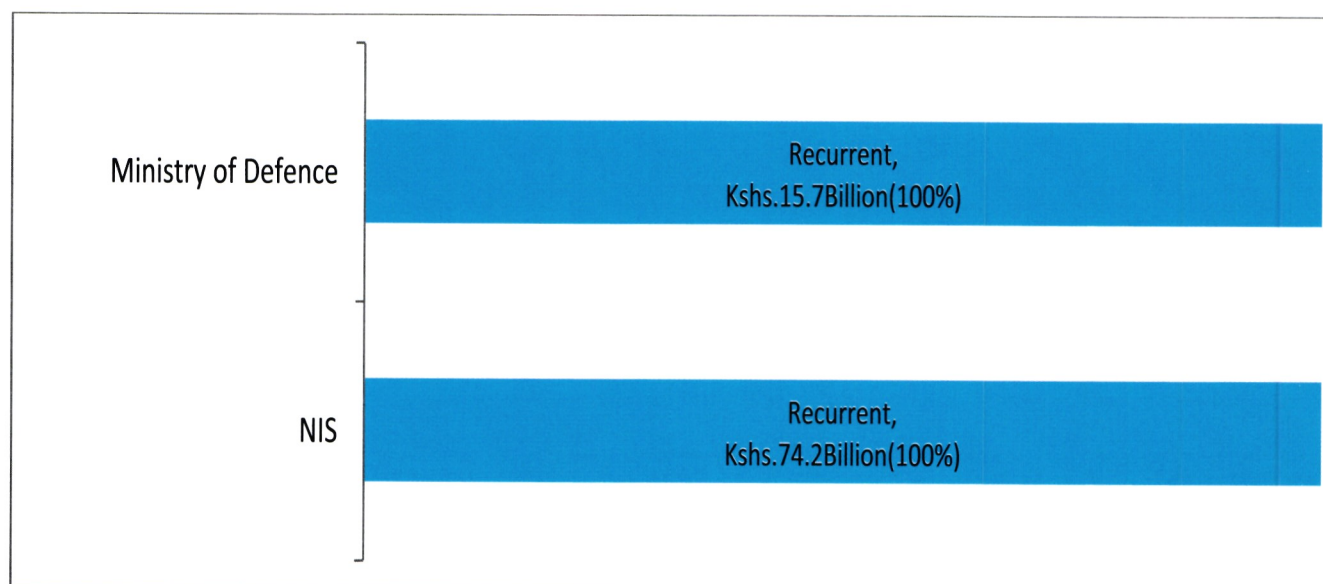 Ministry of Defence
Recurrent,
Kshs.15.7Billion(100%)
NIS
Recurrent,
Kshs.74.2Billion(100%)